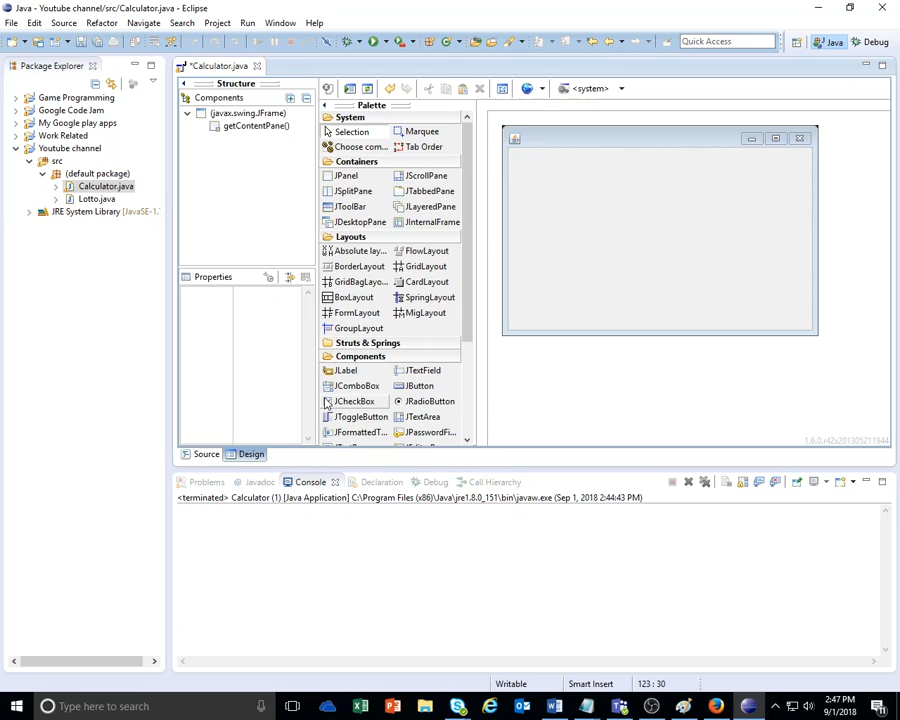 Java - Youtube channel/src/Calculator.java - Eclipse
File Edit Source Refactor Navigate Search Project Run Window Help
Quick Access
Java
Debug
Package Explorer
Game Programming
Google Code Jam
My Google play apps
Work Related
Youtube channel
src
(default package)
Calculator.java
Lotto.java
JRE System Library [JavaSE-1.
*Calculator.java
Structure
Components
(javax.swing.JFrame)
getContentPane()
Properties
<system>
Palette
System
Selection Marquee
Choose com... Tab Order
Containers
JPanel JScrollPane
JSplitPane JTabbedPane
JToolBar JLayeredPane
JDesktopPane JInternalFrame
Layouts
Absolute lay... FlowLayout
BorderLayout GridLayout
GridBagLayo... CardLayout
BoxLayout SpringLayout
FormLayout MigLayout
GroupLayout
Struts & Springs
Components
JLabel JTextField
JComboBox JButton
JCheckBox JRadioButton
JToggleButton JTextArea
JFormattedT... JPasswordFi...
1.6.0.r42x201305211944
Source Design
Problems Javadoc Console Declaration Debug Call Hierarchy
<terminated> Calculator (1) [Java Application] C:\Program Files (x86)\Java\jre1.8.0_151\bin\javaw.exe (Sep 1, 2018 2:44:43 PM)
Writable Smart Insert 123 : 30
Type here to search
2:47 PM
9/1/2018